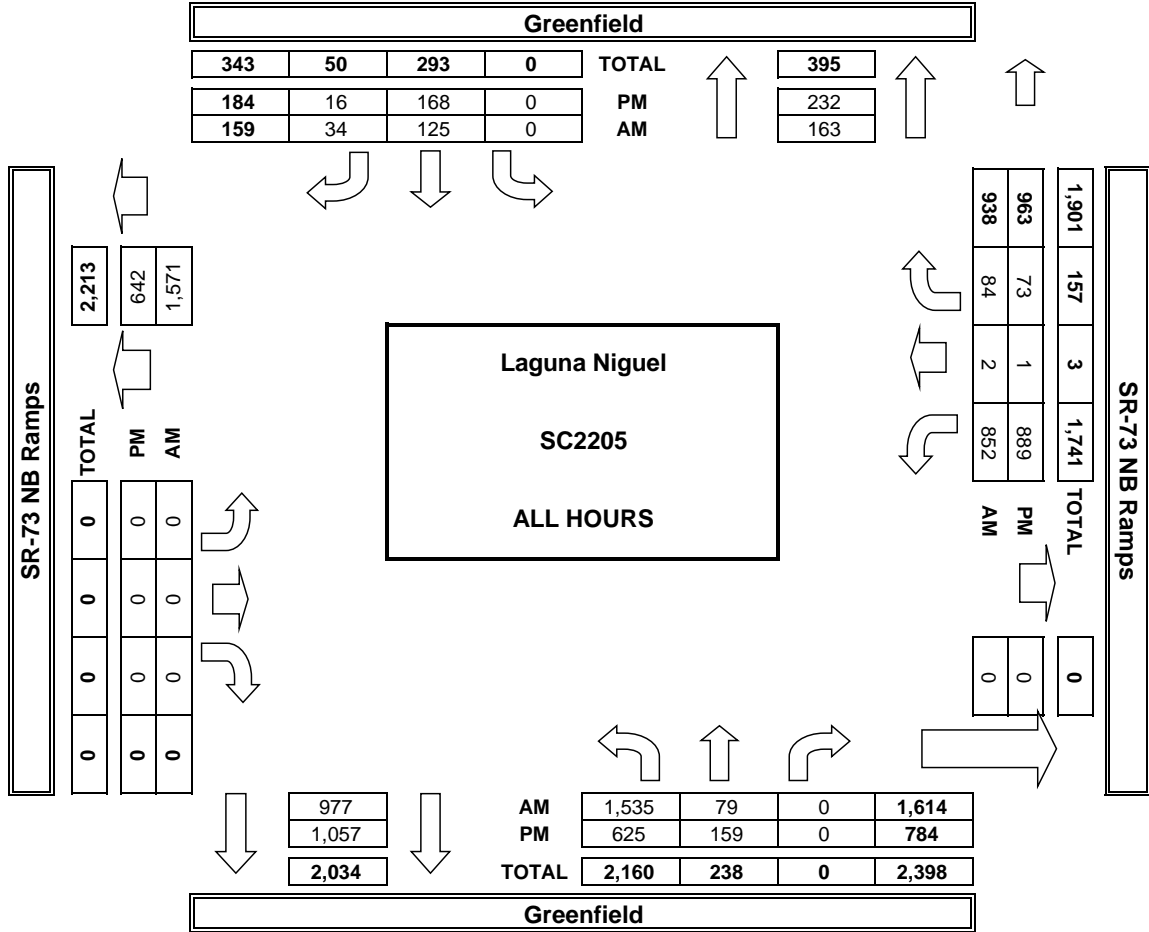 Greenfield
343 50 293 0 TOTAL 395
184 16 168 0 PM 232
159 34 125 0 AM 163
SR-73 NB Ramps
2,213 642 1,571
TOTAL PM AM
0 0 0
0 0 0
0 0 0
0 0 0
Laguna Niguel
SC2205
ALL HOURS
938 963 1,901
84 73 157
2 1 3
852 889 1,741
AM PM TOTAL
0 0 0
SR-73 NB Ramps
977 AM 1,535 79 0 1,614
1,057 PM 625 159 0 784
2,034 TOTAL 2,160 238 0 2,398
Greenfield